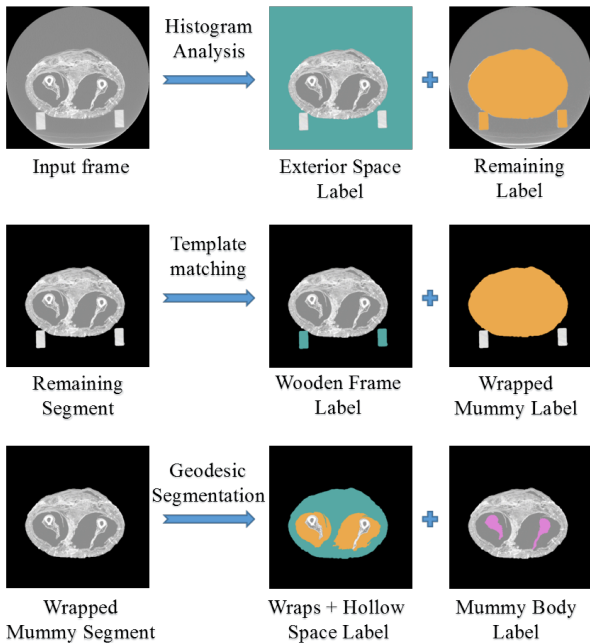 Histogram
Analysis
Input frame
Exterior Space
Label
Remaining
Label
Template
matching
Remaining
Segment
Wooden Frame
Label
Wrapped
Mummy Label
Geodesic
Segmentation
Wrapped
Mummy Segment
Wraps + Hollow
Space Label
Mummy Body
Label